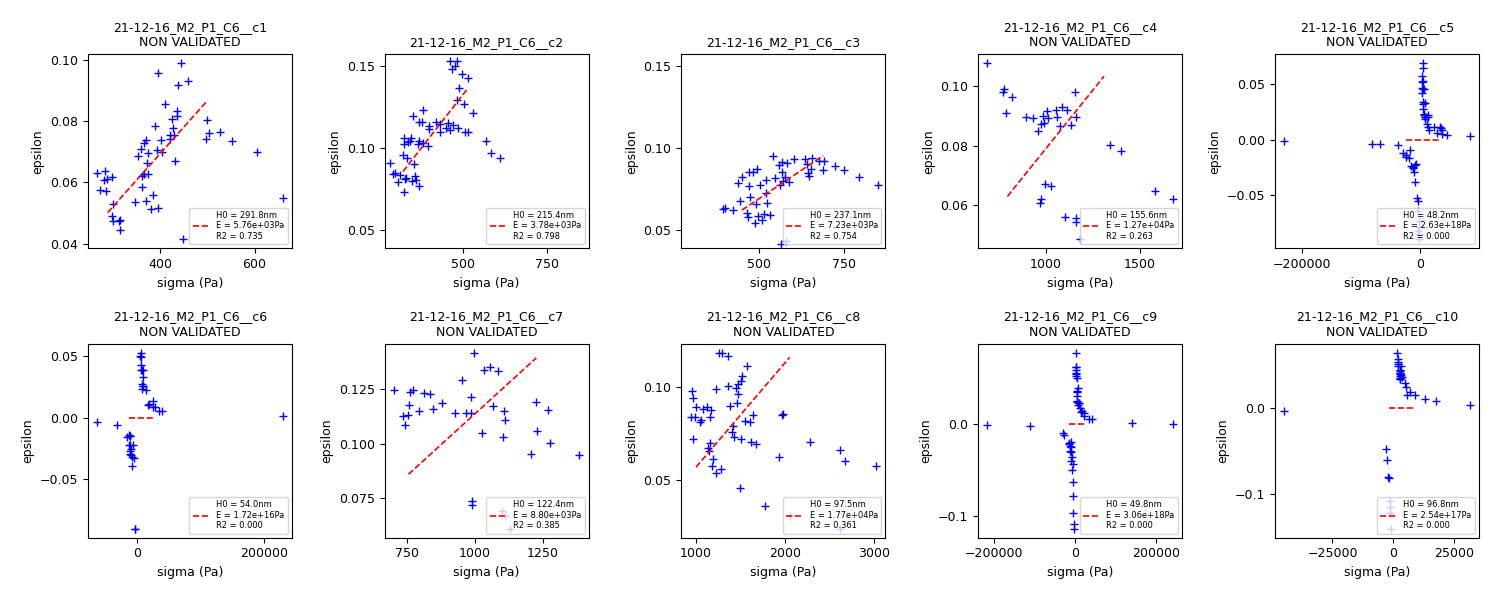 21-12-16_M2_P1_C6__c1
NON VALIDATED
epsilon
0.10
0.08
0.06
0.04
400
600
sigma (Pa)
H0 = 291.8nm
E = 5.76e+03Pa
R2 = 0.735
21-12-16_M2_P1_C6__c2
epsilon
0.15
0.10
0.05
500
750
sigma (Pa)
H0 = 215.4nm
E = 3.78e+03Pa
R2 = 0.798
21-12-16_M2_P1_C6__c3
epsilon
0.15
0.10
0.05
500
750
sigma (Pa)
H0 = 237.1nm
E = 7.23e+03Pa
R2 = 0.754
21-12-16_M2_P1_C6__c4
NON VALIDATED
epsilon
0.10
0.08
0.06
1000
1500
sigma (Pa)
H0 = 155.6nm
E = 1.27e+04Pa
R2 = 0.263
21-12-16_M2_P1_C6__c5
NON VALIDATED
epsilon
0.05
0.00
−0.05
−200000
0
sigma (Pa)
H0 = 48.2nm
E = 2.63e+18Pa
R2 = 0.000
21-12-16_M2_P1_C6__c6
NON VALIDATED
epsilon
0.05
0.00
−0.05
0
200000
sigma (Pa)
H0 = 54.0nm
E = 1.72e+16Pa
R2 = 0.000
21-12-16_M2_P1_C6__c7
NON VALIDATED
epsilon
0.125
0.100
0.075
750
1000
1250
sigma (Pa)
H0 = 122.4nm
E = 8.80e+03Pa
R2 = 0.385
21-12-16_M2_P1_C6__c8
NON VALIDATED
epsilon
0.10
0.05
1000
2000
3000
sigma (Pa)
H0 = 97.5nm
E = 1.77e+04Pa
R2 = 0.361
21-12-16_M2_P1_C6__c9
NON VALIDATED
epsilon
0.0
−0.1
−200000
0
200000
sigma (Pa)
H0 = 49.8nm
E = 3.06e+18Pa
R2 = 0.000
21-12-16_M2_P1_C6__c10
NON VALIDATED
epsilon
0.0
−0.1
−25000
0
25000
sigma (Pa)
H0 = 96.8nm
E = 2.54e+17Pa
R2 = 0.000